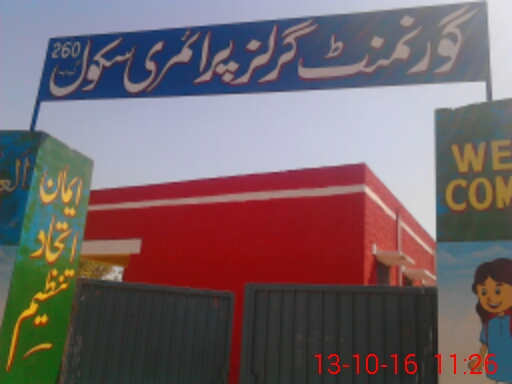 گورنمنٹ گرلز پرائمری سکول 260
ایمان
اتحاد
تنظیم
WE
COM
13-10-16 11:26